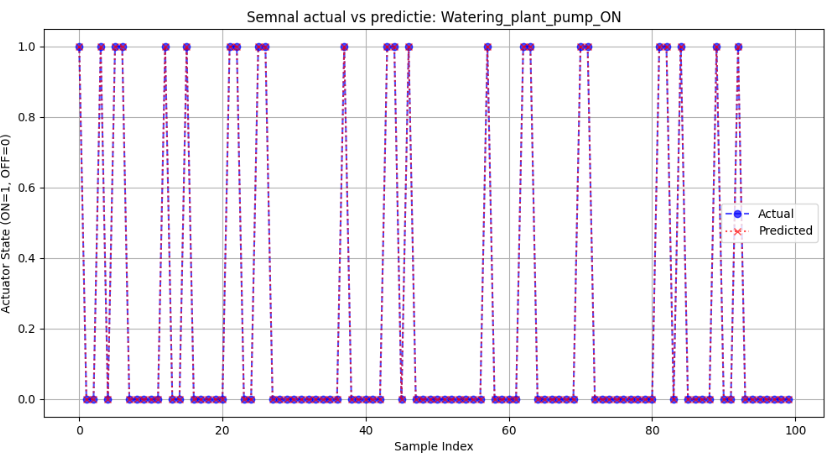 Semnal actual vs predictie: Watering_plant_pump_ON
Actuator State (ON=1, OFF=0)
1.0
0.8
0.6
0.4
0.2
0.0
Actual
Predicted
0
20
40
60
80
100
Sample Index